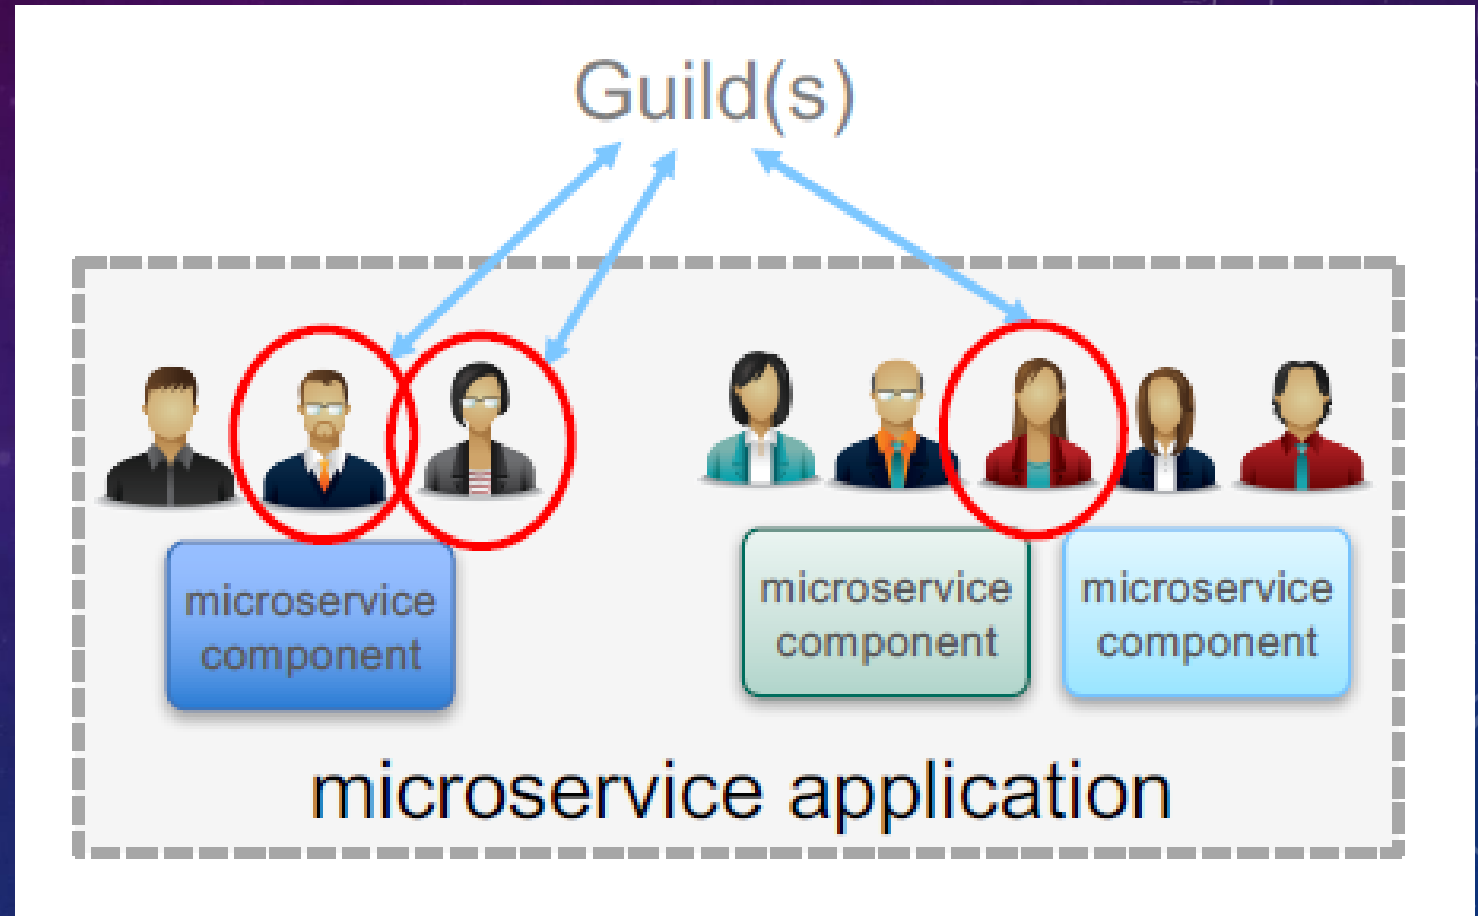 Guild(s)
microservice
component
microservice
component
microservice
component
microservice application